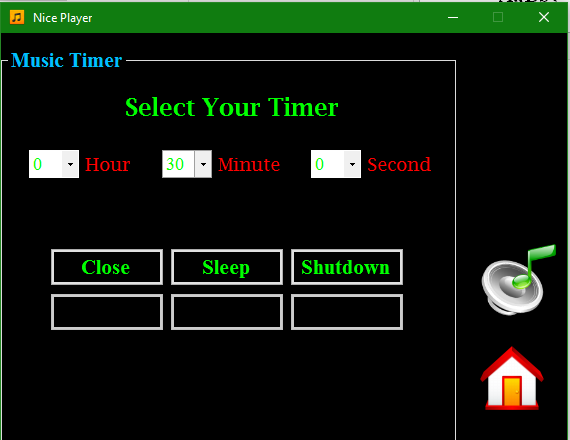 Nice Player
Music Timer
Select Your Timer
0 Hour 30 Minute 0 Second
Close Sleep Shutdown